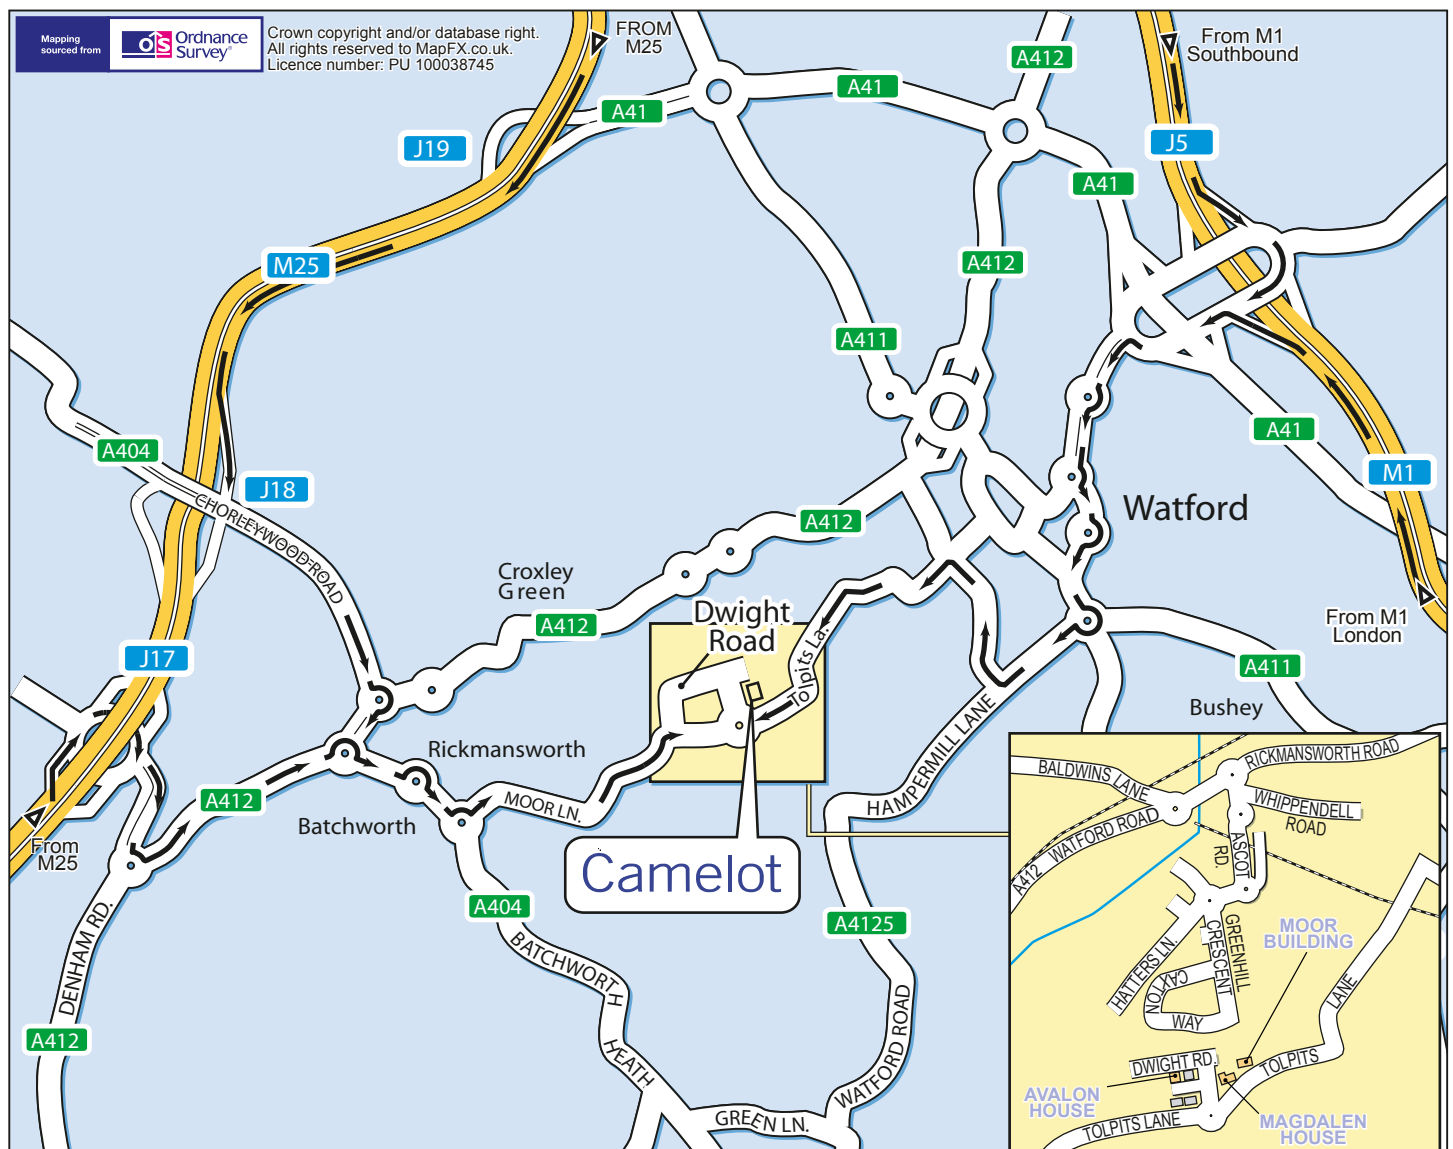 Mapping
sourced from
OS
Ordnance
Survey®
Crown copyright and/or database right.
All rights reserved to MapFX.co.uk.
Licence number: PU 100038745
FROM
M25
A412
From M1
Southbound
A41
A41
J19
J5
A41
M25
A412
A411
A404
J18
A41
M1
CHORLEYWOOD ROAD
A412
Watford
Croxley
Green
A412
Dwight
Road
To
Tolpits La.
From M1
London
J17
A411
Bushey
Rickmansworth
HAMPERMILL LANE
A412
MOOR LN.
Batchworth
From
M25
Camelot
A404
A4125
DENHAM RD.
BATCHWORTH
HEATH
A412
WATFORD ROAD
GREEN LN.
RICKMANSWORTH ROAD
BALDWINS LANE
WHIPPENDELL
ROAD
A412 WATFORD ROAD
ASCOT
RD.
MOOR
BUILDING
HATTERS LN.
GREENHILL
CRESCENT
CAXTON
WAY
LANE
DWIGHT RD.
TOLPITS
AVALON
HOUSE
TOLPITS LANE
MAGDALEN
HOUSE